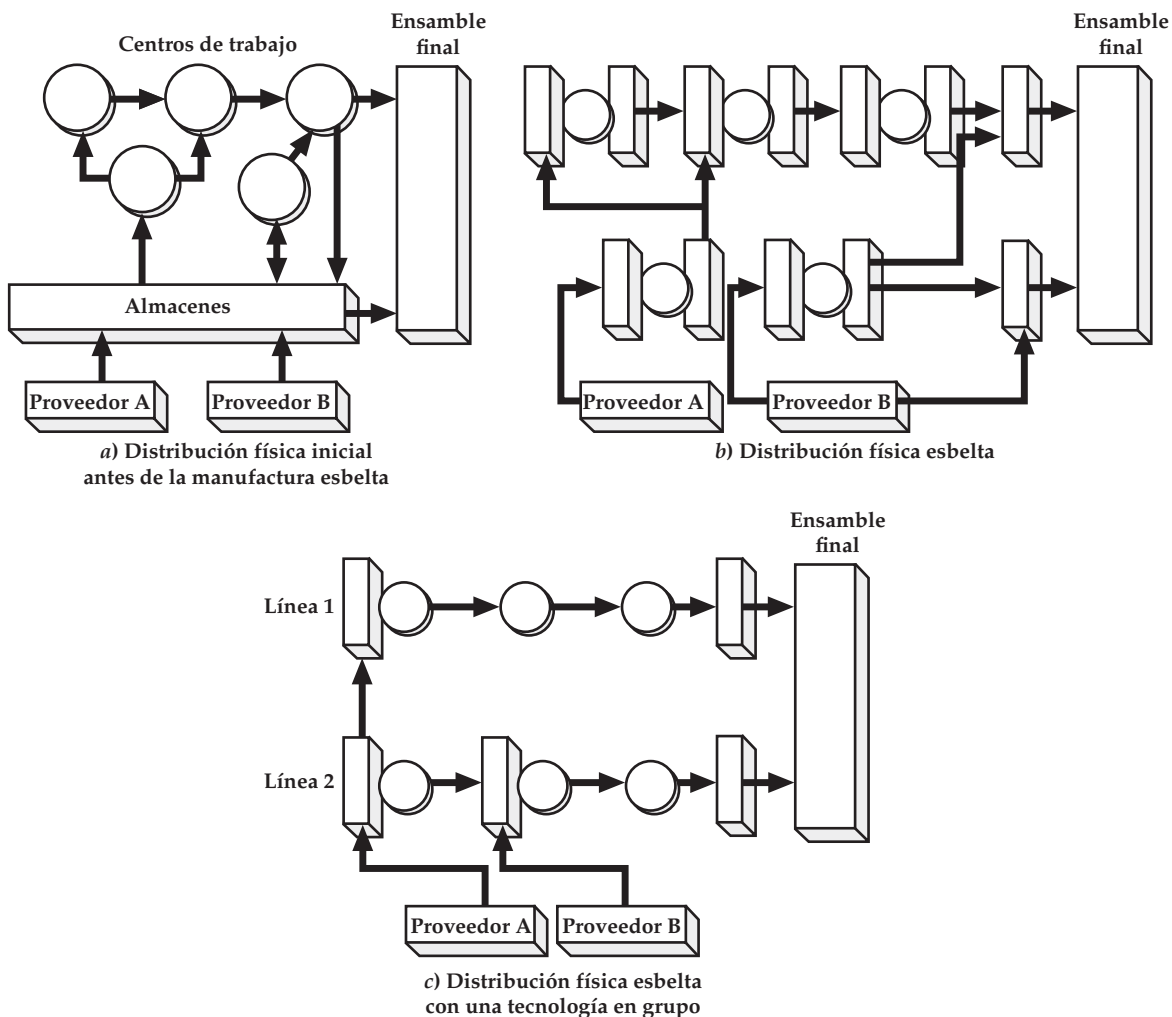 Ensamble
final
Centros de trabajo
Almacenes
Proveedor A
Proveedor B
a) Distribución física inicial
antes de la manufactura esbelta
Ensamble
final
Proveedor A
Proveedor B
b) Distribución física esbelta
Ensamble
final
Línea 1
Línea 2
Proveedor A
Proveedor B
c) Distribución física esbelta
con una tecnología en grupo